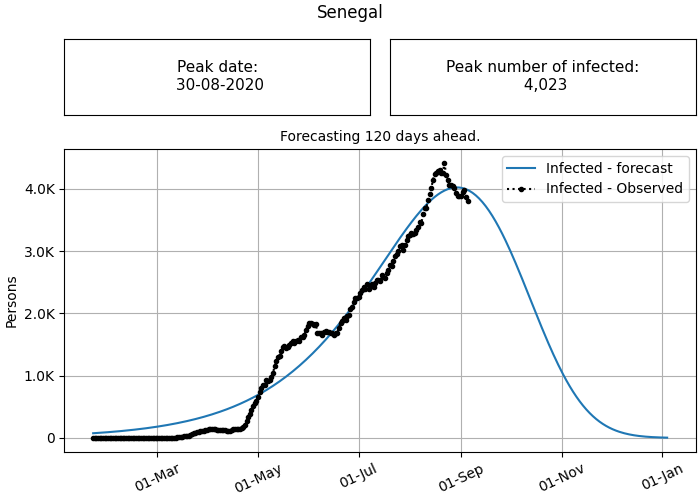 Senegal
Peak date:
30-08-2020
Peak number of infected:
4,023
Forecasting 120 days ahead.
Infected - forecast
Infected - Observed
4.0K
3.0K
2.0K
1.0K
0
Persons
01-Mar
01-May
01-Jul
01-Sep
01-Nov
01-Jan